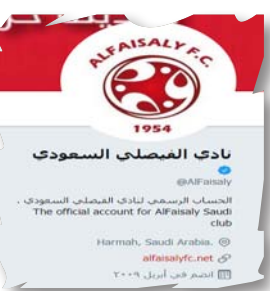 ALFAISALY F.C.
1954
نادي الفيصلي السعودي
@AlFaisaly
الحساب الرسمي لنادي الفيصلي السعودي .
The official account for AlFaisaly Saudi
club
Harmah, Saudi Arabia.
alfaisalyfc.net
انضم في أبريل ٢٠٠٩